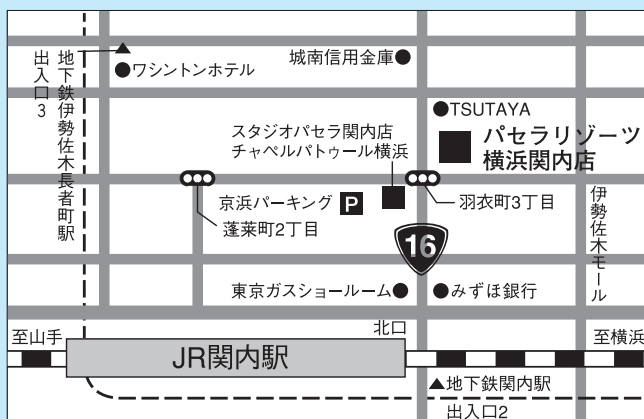 地下鉄伊勢佐木長者町駅
出入口3
ワシントンホテル
城南信用金庫
TSUTAYA
パセラリゾーツ
横浜関内店
スタジオパセラ関内店
チャペルパトゥール横浜
京浜パーキング P
蓬莱町2丁目
羽衣町3丁目
伊勢佐木モール
16
東京ガスショールーム
みずほ銀行
北口
至山手
JR関内駅
至横浜
地下鉄関内駅
出入口2